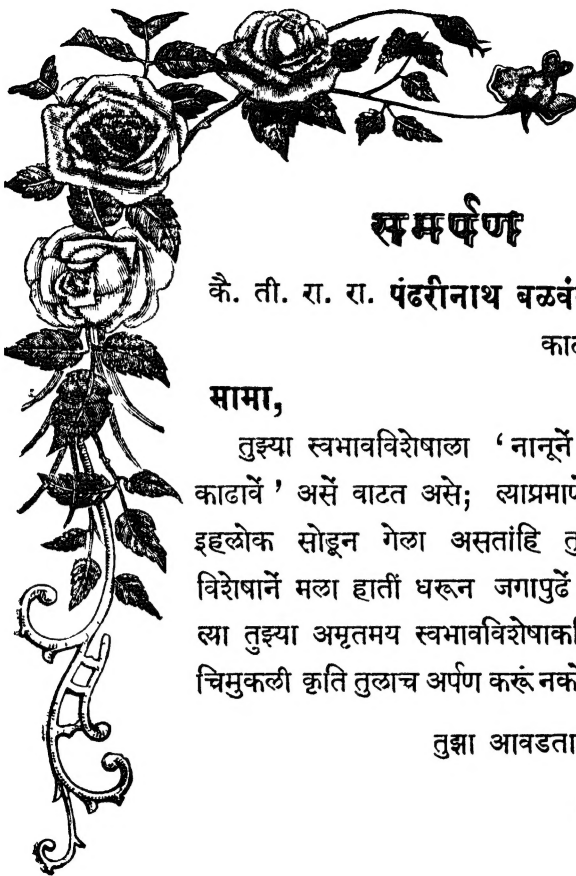 समर्पण
कै. ती. रा. रा. पंढरीनाथ बळवं
का
मामा,
तुझ्या स्वभावविशेषाला ‘ नानूनें
काढावें ’ असें वाटत असे; त्याप्रमा
इहलोक सोडून गेला असतांहि तु
विशेषानें मला हातीं धरून जगापुढें
त्या तुझ्या अमृतमय स्वभावविशेषाक
चिमुकली कृति तुलाच अर्पण करूं नको
तुझा आवडता